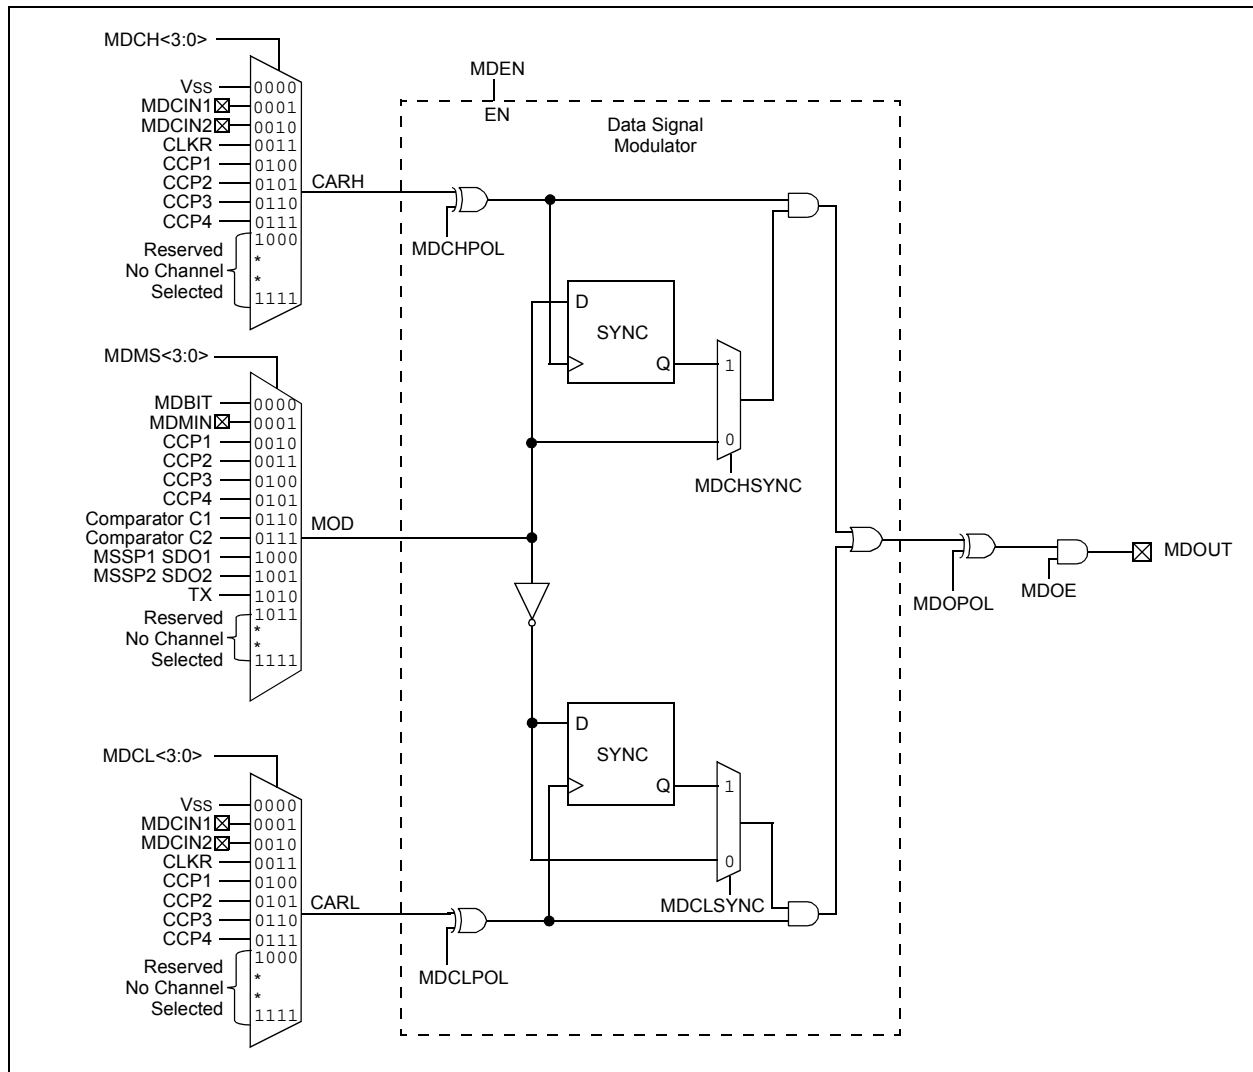 MDCH<3:0>
VSS 0000
MDCIN1 0001
MDCIN2 0010
CLKR 0011
CCP1 0100
CCP2 0101
CCP3 0110
CCP4 0111
1000
Reserved
No Channel
Selected
*
*
1111
CARH
MDMS<3:0>
MDBIT 0000
MDMIN 0001
CCP1 0010
CCP2 0011
CCP3 0100
CCP4 0101
Comparator C1 0110
Comparator C2 0111
MSSP1 SDO1 1000
MSSP2 SDO2 1001
TX 1010
1011
Reserved
No Channel
Selected
*
*
1111
MOD
MDCL<3:0>
VSS 0000
MDCIN1 0001
MDCIN2 0010
CLKR 0011
CCP1 0100
CCP2 0101
CCP3 0110
CCP4 0111
1000
Reserved
No Channel
Selected
*
*
1111
CARL
MDEN
EN
Data Signal
Modulator
MDCHPOL
D
SYNC
Q
1
0
MDCHSYNC
D
SYNC
Q
1
0
MDCLSYNC
MDCLPOL
MDOPOL
MDOE
MDOUT